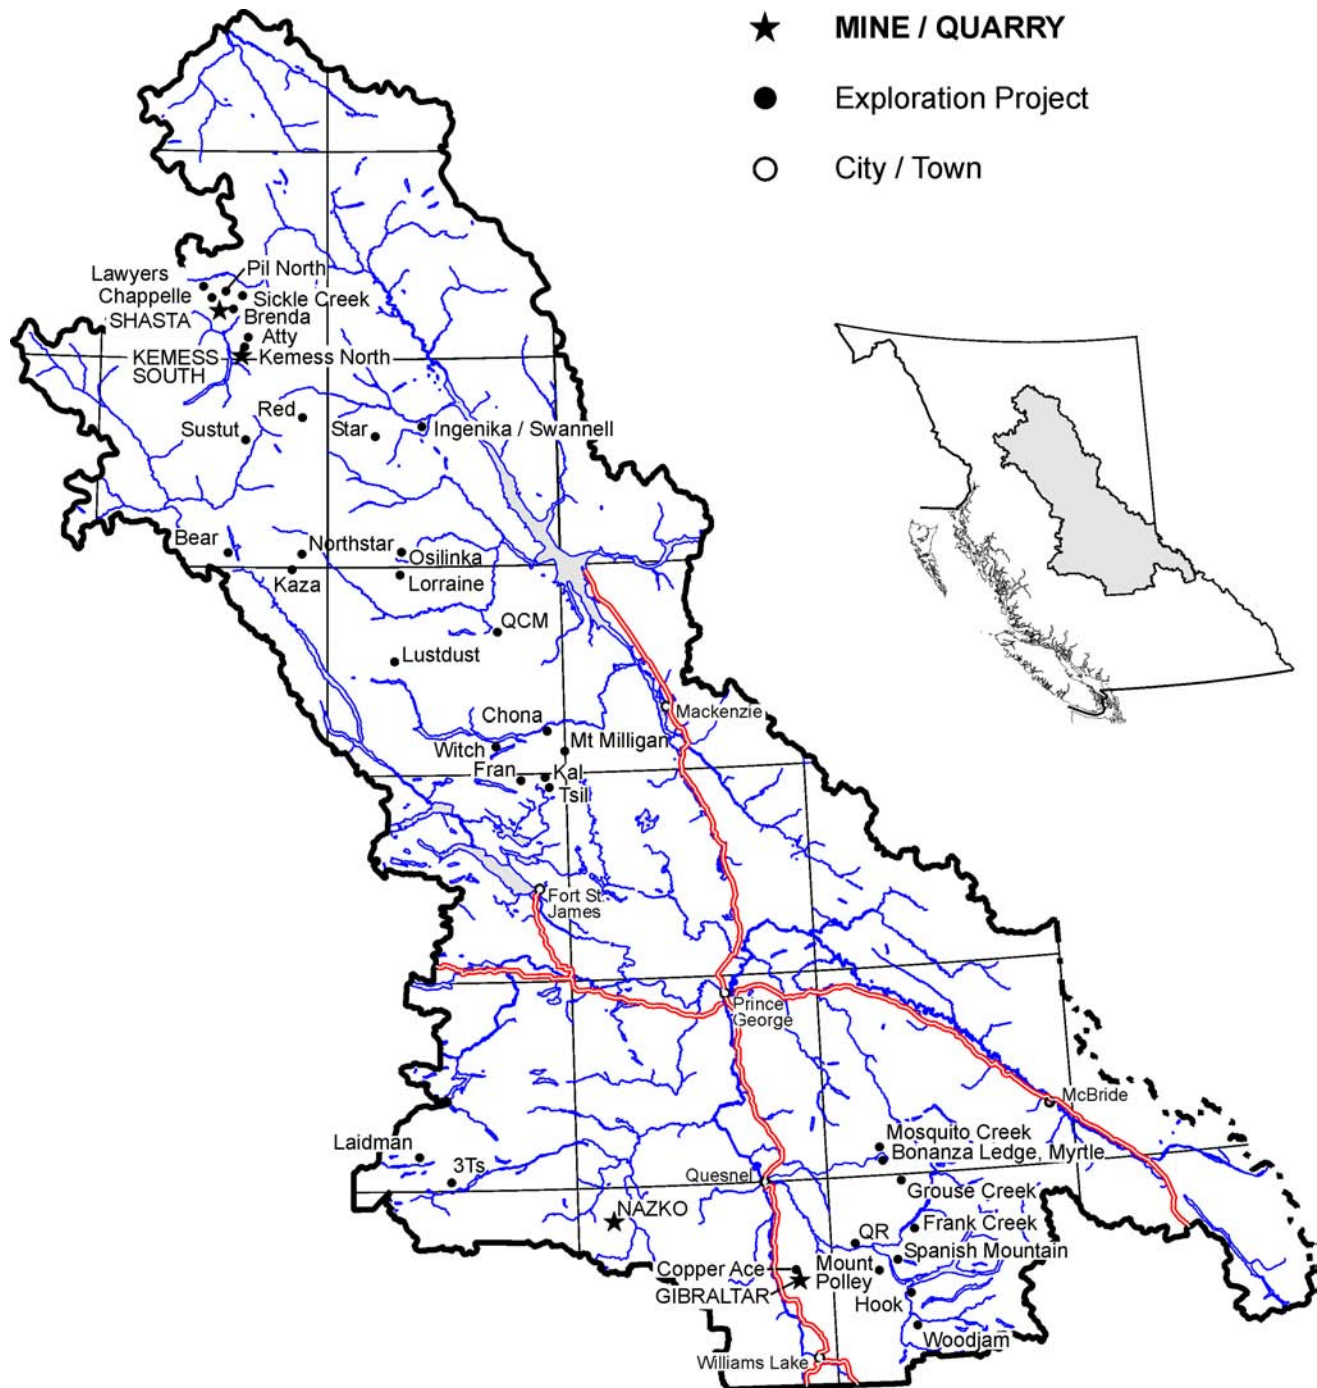 MINE / QUARRY
Exploration Project
City / Town
Lawyers
Pil North
Chappelle
Sickle Creek
SHASTA
Brenda
Atty
KEMESS
SOUTH
Kemess North
Red
Sustut
Star
Ingenika / Swannell
Bear
Northstar
Osilinka
Kaza
Lorraine
QCM
Lustdust
Mackenzie
Chona
Witch
Mt Milligan
Fran
Kal
Tsil
Fort St.
James
Prince
George
McBride
Laidman
3Ts
Mosquito Creek
Bonanza Ledge, Myrtle
Quesnel
Grouse Creek
NAZKO
Frank Creek
QR
Spanish Mountain
Copper Ace
Mount
Polley
GIBRALTAR
Hook
Woodjam
Williams Lake